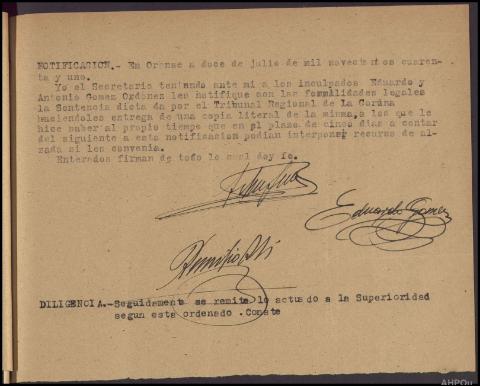 NOTIFICASION.- En Orense a doce de julio de mil novecientos cuaren-
ta y uno.
Yo el Secretario teniendo ante mi a los inculpados Eduardo y
Antonio Gomez Ordonez les notifique con las formalidades legales
la Sentencia dicta da por el Tribunal Regional de La Coruña
haciendoles entrega de una copia literal de la misma, a los que le
hice saber al propio tiempo que en el plazo de cinco dias a contar
del siguiente a esta notificacion podian interponer recurso de al-
zada si les convenia.
Enterados firman de todo lo cual doy fe.
Eduardo Gomez
DILIGENCIA.-Seguidamente se remite lo actuado a la Superioridad
segun esta ordenado .Conste
AHPOu